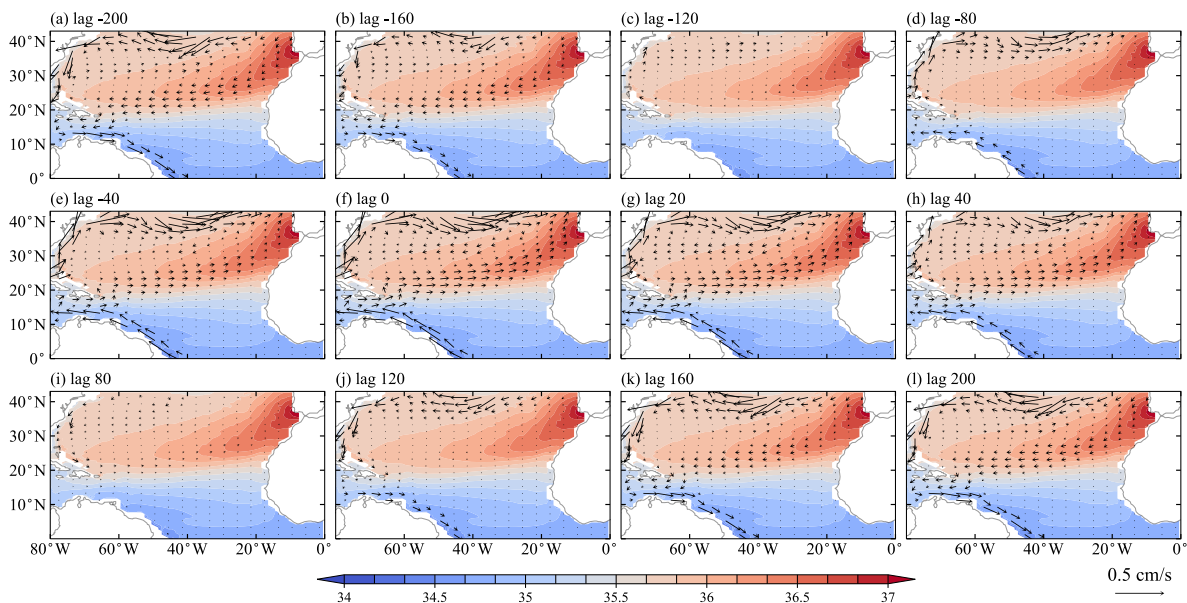 (a) lag -200 (b) lag -160 (c) lag -120 (d) lag -80
40°N
30°N
20°N
10°N
0°
(e) lag -40 (f) lag 0 (g) lag 20 (h) lag 40
40°N
30°N
20°N
10°N
0°
(i) lag 80 (j) lag 120 (k) lag 160 (l) lag 200
40°N
30°N
20°N
10°N
80°W 60°W 40°W 20°W 0° 60°W 40°W 20°W 0° 60°W 40°W 20°W 0° 60°W 40°W 20°W 0°
34 34.5 35 35.5 36 36.5 37
0.5 cm/s